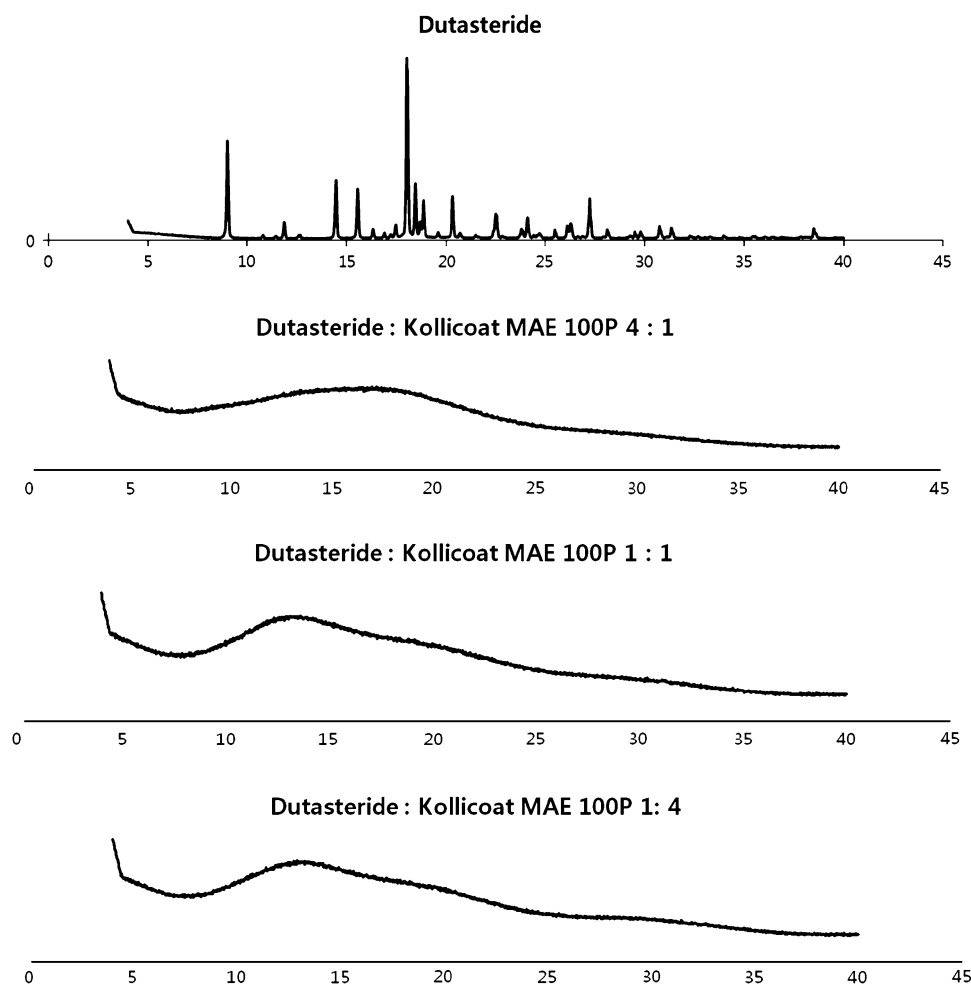 Dutasteride
0
0 5 10 15 20 25 30 35 40 45
Dutasteride : Kollicoat MAE 100P 4 : 1
0 5 10 15 20 25 30 35 40 45
Dutasteride : Kollicoat MAE 100P 1 : 1
0 5 10 15 20 25 30 35 40 45
Dutasteride : Kollicoat MAE 100P 1: 4
0 5 10 15 20 25 30 35 40 45